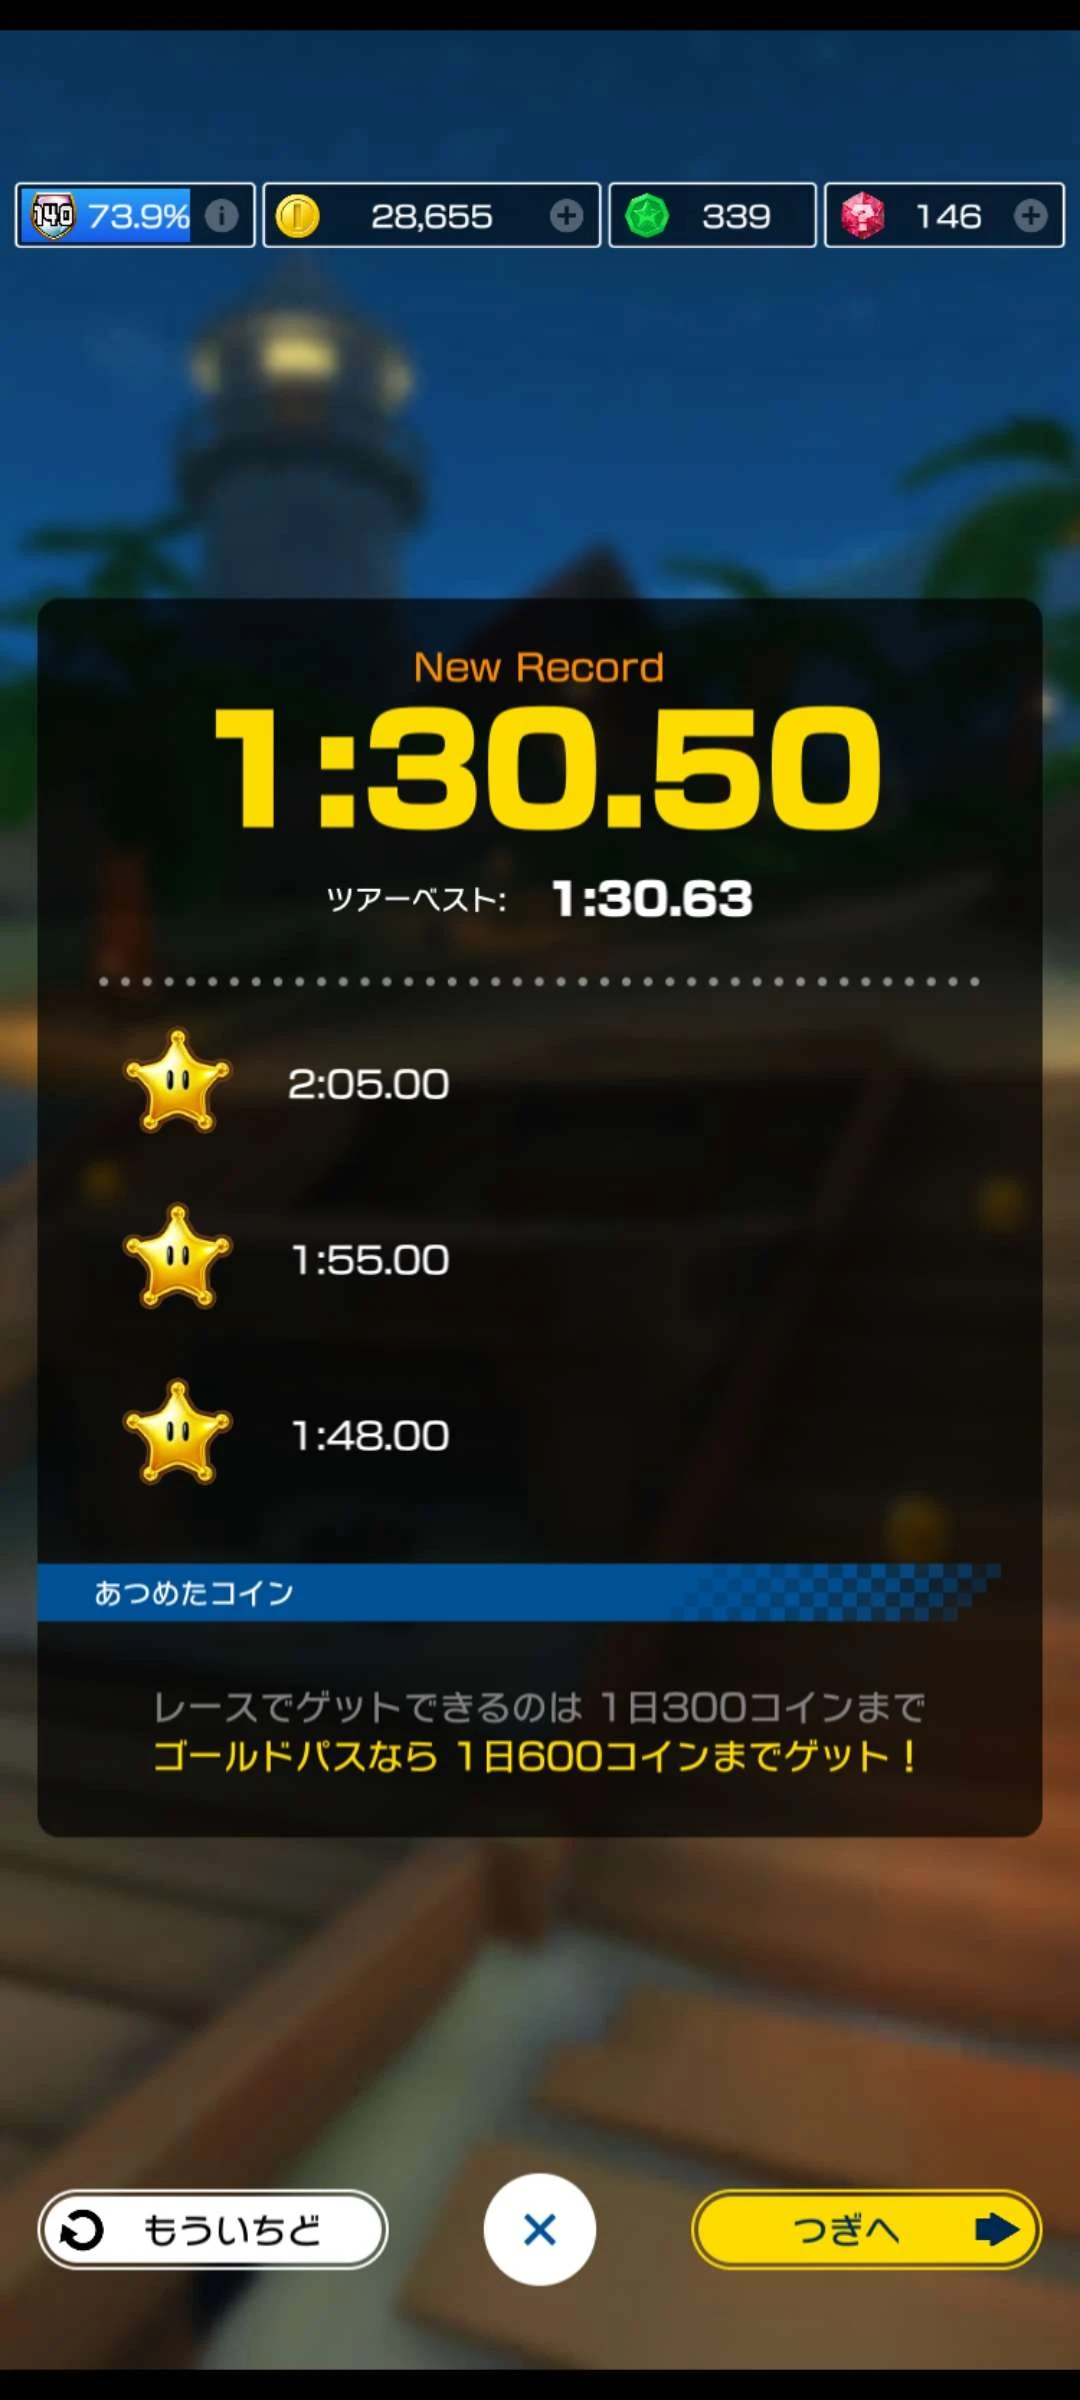 140 73.9% 28,655 339 146
New Record
1:30.50
ツアーベスト: 1:30.63
2:05.00
1:55.00
1:48.00
あつめたコイン
レースでゲットできるのは 1日300コインまで
ゴールドパスなら 1日600コインまでゲット！
もういちど つぎへ